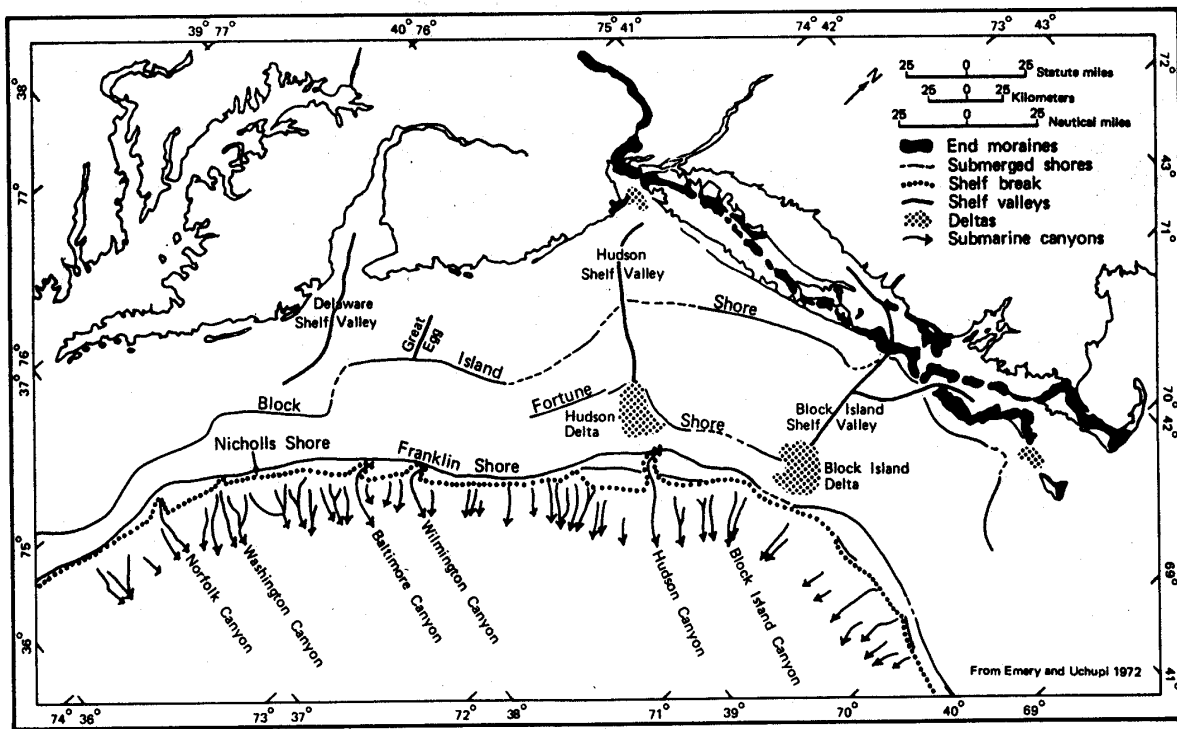 39° 77°
40° 76°
75° 41°
74° 42°
73° 43°
72°
38°
77°
37° 76°
75°
36°
43°
71°
70° 42°
69°
41°
25 0 25
Statute miles
25 0 25
Kilometers
25 0 25
Nautical miles
N
End moraines
Submerged shores
Shelf break
Shelf valleys
Deltas
Submarine canyons
Hudson
Shelf Valley
Delaware
Shelf Valley
Great
Egg
Shore
Island
Block
Fortune
Hudson
Delta
Shore
Block Island
Shelf Valley
Block Island
Delta
Nicholls Shore
Franklin Shore
Norfolk Canyon
Washington Canyon
Baltimore Canyon
Wilmington Canyon
Hudson Canyon
Block Island Canyon
From Emery and Uchupi 1972
74° 36°
73° 37°
72° 38°
71° 39°
70° 40° 69°